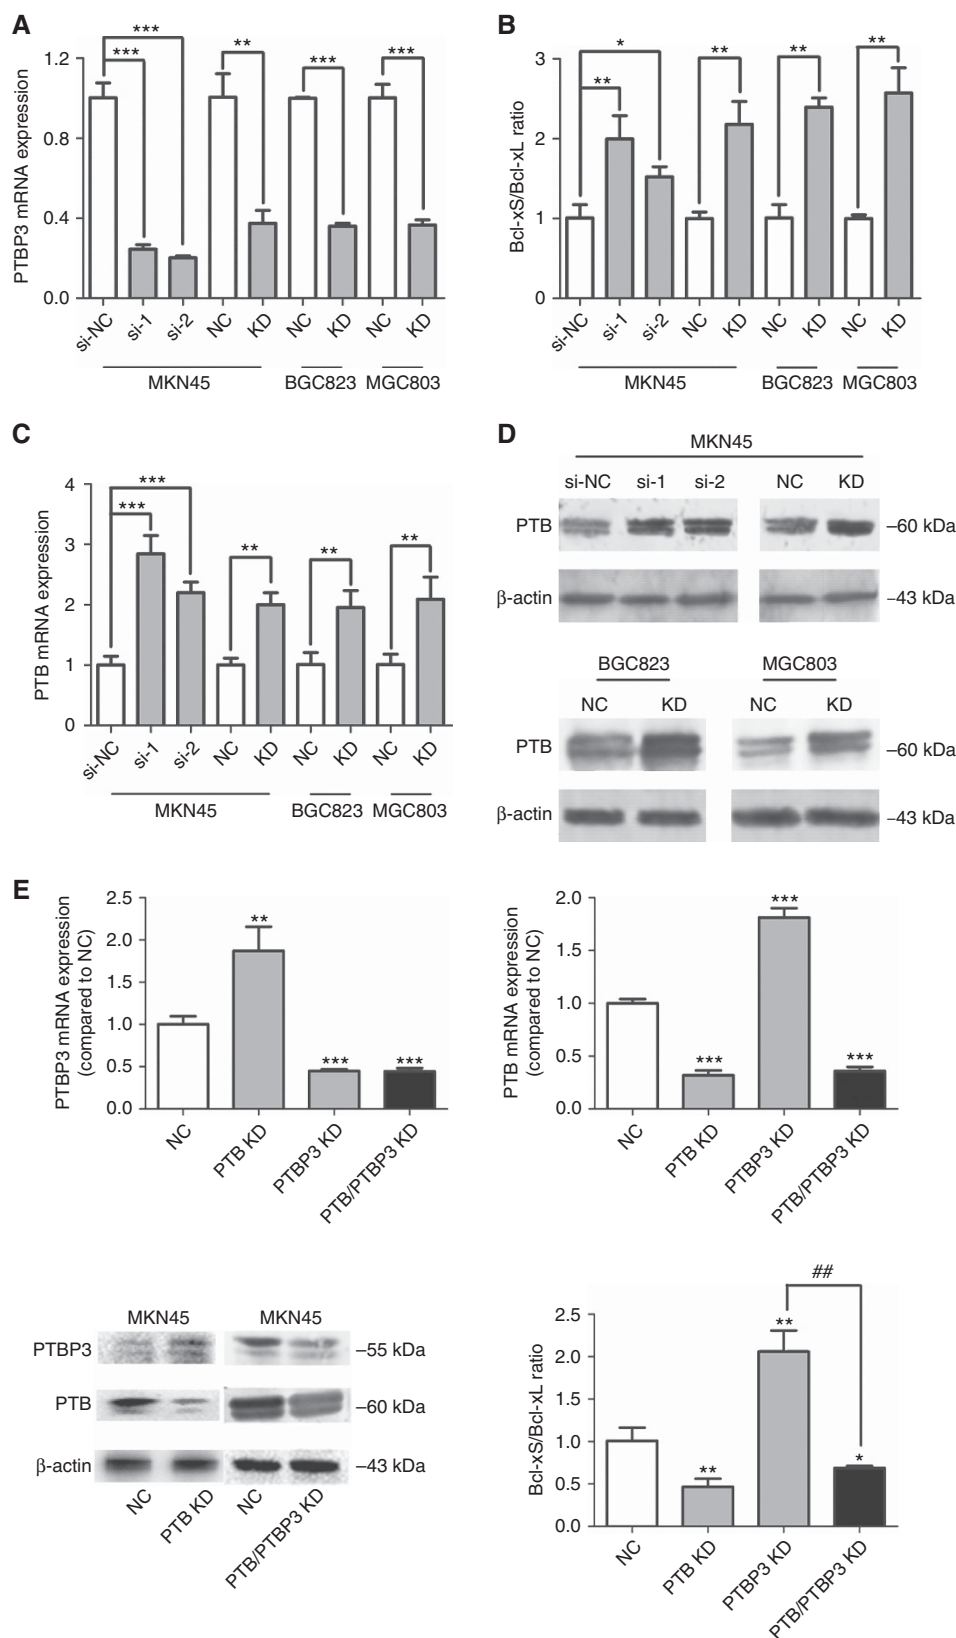 A
PTBP3 mRNA expression
1.2
0.8
0.4
0.0
***
***
**
***
***
si-NC
si-1
si-2
NC
KD
NC
KD
NC
KD
MKN45
BGC823
MGC803
B
Bcl-xS/Bcl-xL ratio
3
2
1
0
*
**
**
**
**
si-NC
si-1
si-2
NC
KD
NC
KD
NC
KD
MKN45
BGC823
MGC803
C
PTB mRNA expression
4
3
2
1
0
***
***
**
**
**
si-NC
si-1
si-2
NC
KD
NC
KD
NC
KD
MKN45
BGC823
MGC803
D
MKN45
si-NC si-1 si-2 NC KD
PTB –60 kDa
β-actin –43 kDa
BGC823 MGC803
NC KD NC KD
PTB –60 kDa
β-actin –43 kDa
E
PTBP3 mRNA expression
(compared to NC)
2.5
2.0
1.5
1.0
0.5
0.0
**
***
***
NC
PTB KD
PTBP3 KD
PTB/PTBP3 KD
PTB mRNA expression
(compared to NC)
2.0
1.5
1.0
0.5
0.0
***
***
***
NC
PTB KD
PTBP3 KD
PTB/PTBP3 KD
MKN45 MKN45
PTBP3 –55 kDa
PTB –60 kDa
β-actin –43 kDa
NC
PTB KD
NC
PTB/PTBP3 KD
Bcl-xS/Bcl-xL ratio
2.5
2.0
1.5
1.0
0.5
0.0
##
**
**
*
NC
PTB KD
PTBP3 KD
PTB/PTBP3 KD